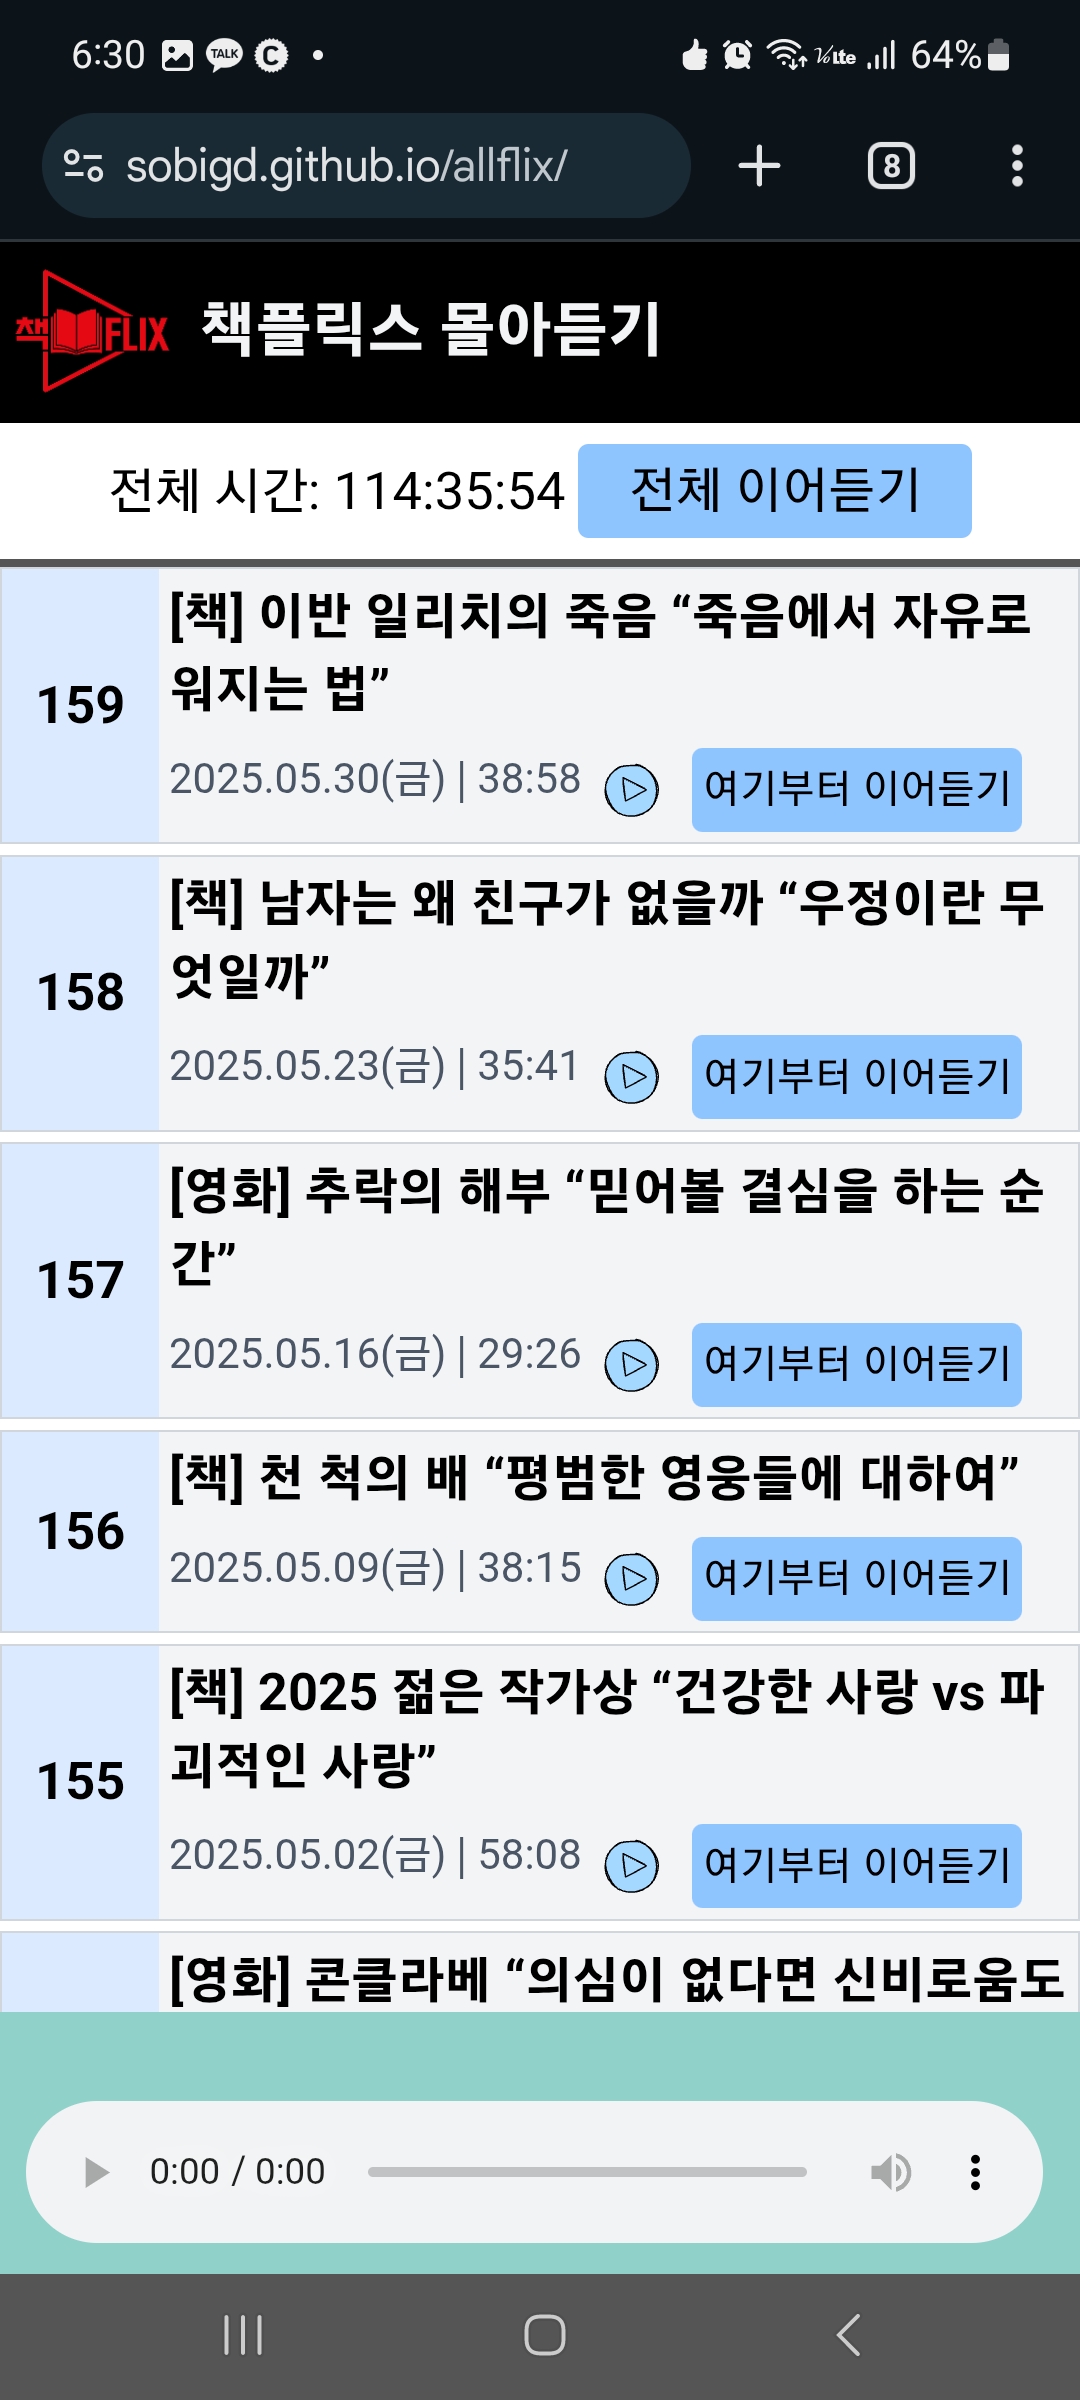 6:30 TALK C 64%
sobigd.github.io/allflix/ 8
책FLIX 책플릭스 몰아듣기
전체 시간: 114:35:54 전체 이어듣기
[책] 이반 일리치의 죽음 “죽음에서 자유로
워지는 법”
159
2025.05.30(금) | 38:58 여기부터 이어듣기
[책] 남자는 왜 친구가 없을까 “우정이란 무
엇일까”
158
2025.05.23(금) | 35:41 여기부터 이어듣기
[영화] 추락의 해부 “믿어볼 결심을 하는 순
간”
157
2025.05.16(금) | 29:26 여기부터 이어듣기
[책] 천 척의 배 “평범한 영웅들에 대하여”
156
2025.05.09(금) | 38:15 여기부터 이어듣기
[책] 2025 젊은 작가상 “건강한 사랑 vs 파
괴적인 사랑”
155
2025.05.02(금) | 58:08 여기부터 이어듣기
[영화] 콘클라베 “의심이 없다면 신비로움도
0:00 / 0:00